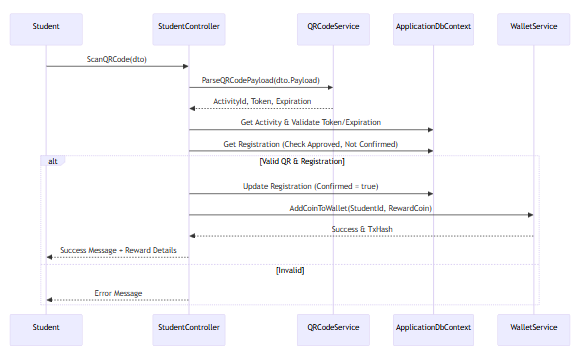 Student StudentController QRCodeService ApplicationDbContext WalletService
ScanQRCode(dto)
ParseQRCodePayload(dto.Payload)
ActivityId, Token, Expiration
Get Activity & Validate Token/Expiration
Get Registration (Check Approved, Not Confirmed)
alt [Valid QR & Registration]
Update Registration (Confirmed = true)
AddCoinToWallet(StudentId, RewardCoin)
Success & TxHash
Success Message + Reward Details
[Invalid]
Error Message
Student StudentController QRCodeService ApplicationDbContext WalletService